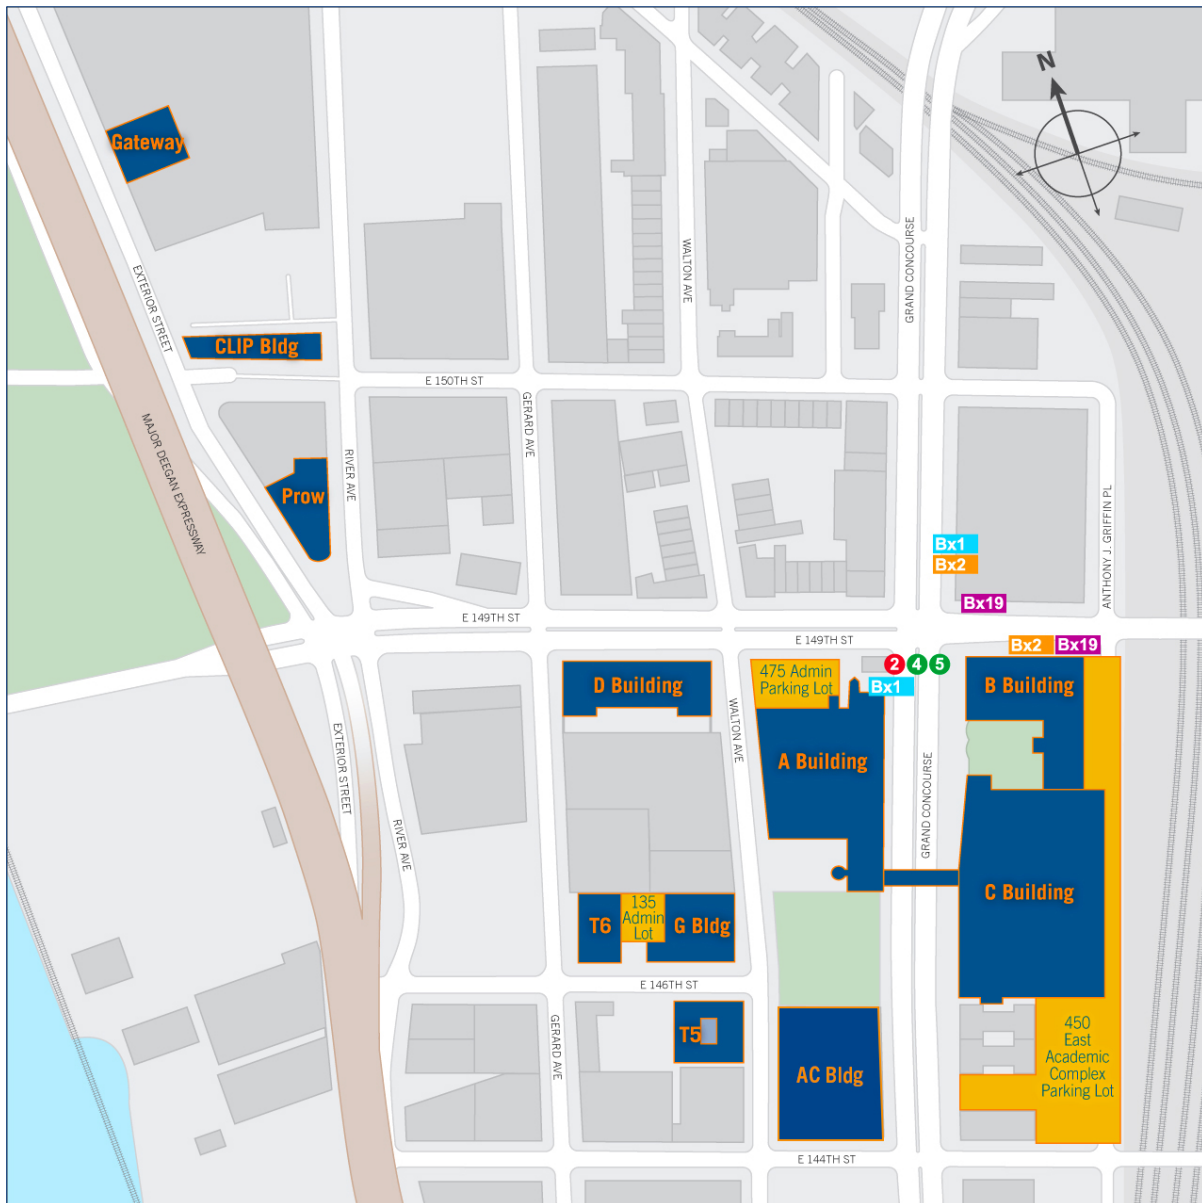 N
Gateway
WALTON AVE
GRAND CONCOURSE
EXTERIOR STREET
CLIP Bldg
E 150TH ST
GERARD AVE
MAJOR DEEGAN EXPRESSWAY
RIVER AVE
Prow
ANTHONY J. GRIFFIN PL
Bx1
Bx2
Bx19
E 149TH ST
E 149TH ST
Bx2
Bx19
2
4
5
475 Admin
Parking Lot
Bx1
D Building
B Building
WALTON AVE
EXTERIOR STREET
A Building
GRAND CONCOURSE
RIVER AVE
C Building
135
Admin
Lot
T6
G Bldg
E 146TH ST
GERARD AVE
T5
AC Bldg
450
East
Academic
Complex
Parking Lot
E 144TH ST